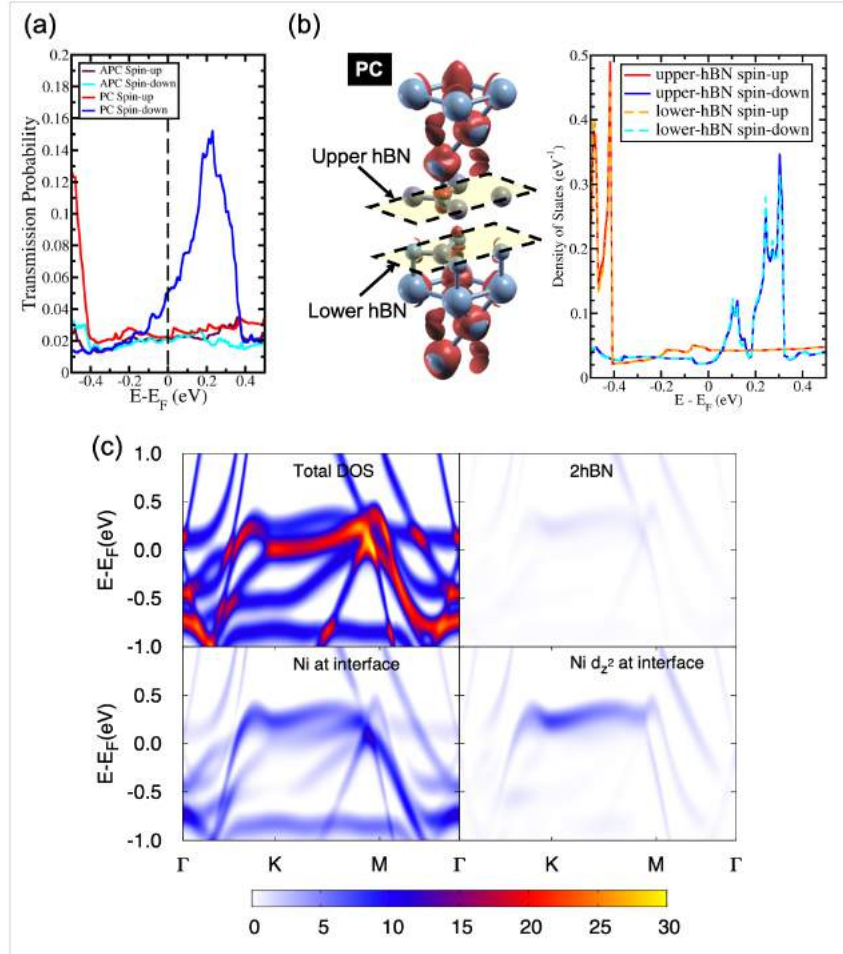 (a)
0.2
0.18
0.16
0.14
0.12
0.1
0.08
0.06
0.04
0.02
0
Transmission Probability
APC Spin-up
APC Spin-down
PC Spin-up
PC Spin-down
-0.4 -0.2 0 0.2 0.4
E-E_F (eV)
(b)
PC
Upper hBN
Lower hBN
0.5
0.4
0.3
0.2
0.1
0
Density of States (eV⁻¹)
upper-hBN spin-up
upper-hBN spin-down
lower-hBN spin-up
lower-hBN spin-down
-0.4 -0.2 0 0.2 0.4
E - E_F (eV)
(c)
1.0
0.5
0.0
-0.5
-1.0
E-E_F(eV)
Total DOS
2hBN
0.5
0.0
-0.5
-1.0
E-E_F(eV)
Ni at interface
Ni d_z² at interface
Γ K M Γ K M Γ
0 5 10 15 20 25 30